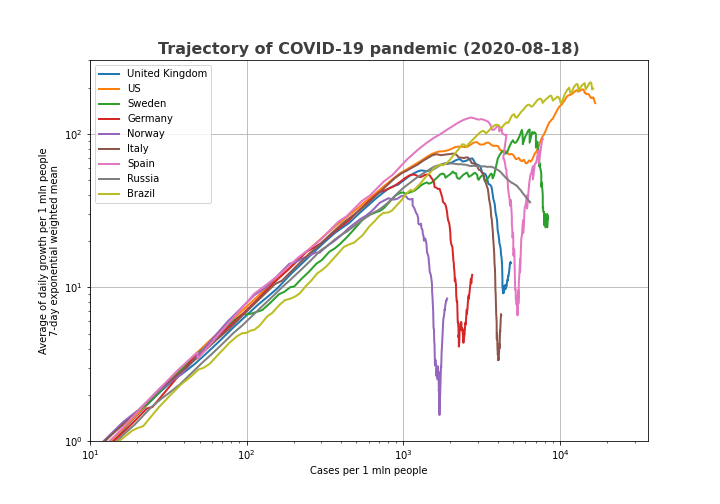 Trajectory of COVID-19 pandemic (2020-08-18)
United Kingdom
US
Sweden
Germany
Norway
Italy
Spain
Russia
Brazil
Average of daily growth per 1 mln people
7-day exponential weighted mean
10²
10¹
10⁰
10¹
10²
10³
10⁴
Cases per 1 mln people